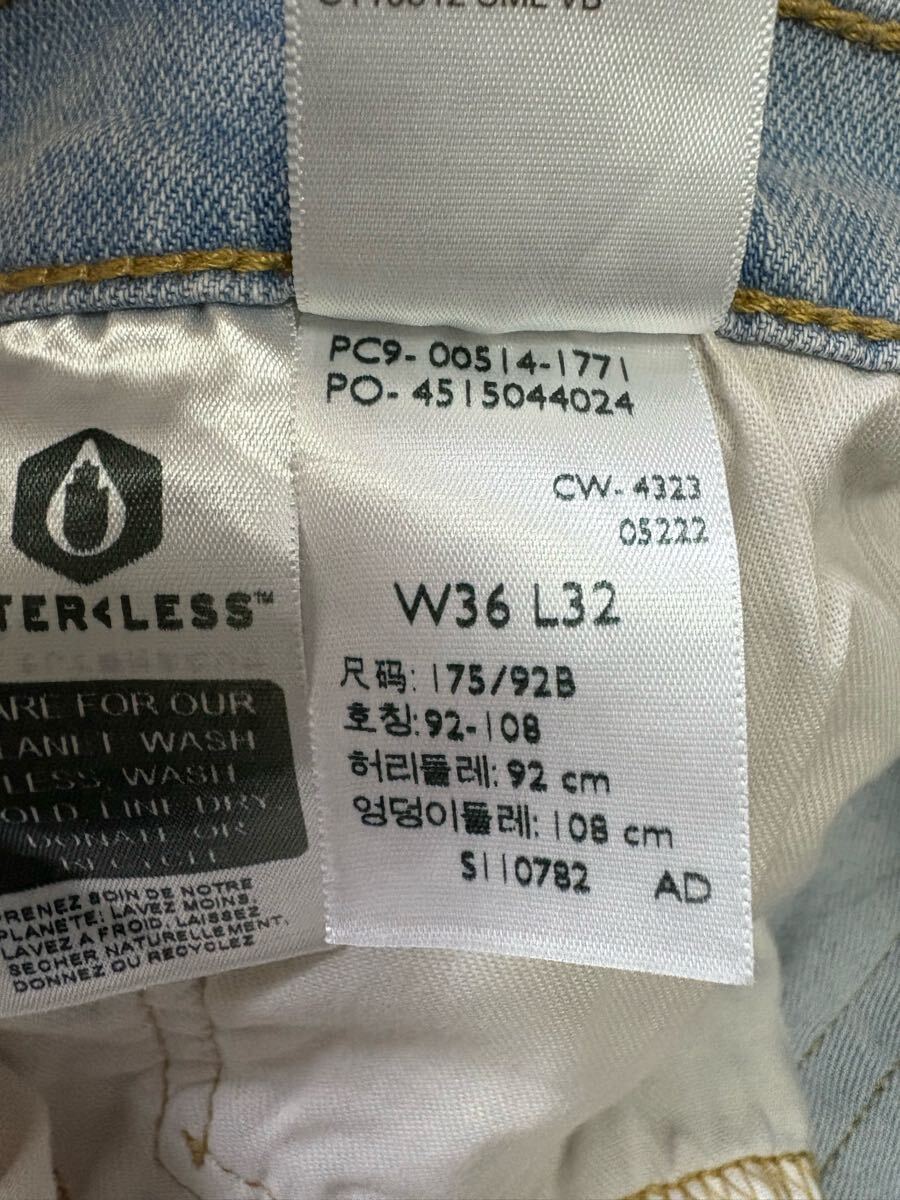 PC9- 00514-1771
PO- 4515044024
CW- 4323
05222
W36 L32
尺码: 175/92B
호칭: 92-108
허리둘레: 92 cm
엉덩이둘레: 108 cm
S110782 AD
TER<LESS™
ARE FOR OUR
LANET WASH
LESS, WASH
OLD, LINE DRY
DONATE OR
RECYCLE
PRENEZ SOIN DE NOTRE
PLANETE: LAVEZ MOINS,
LAVEZ A FROID, LAISSEZ
SECHER NATURELLEMENT,
DONNEZ OU RECYCLEZ